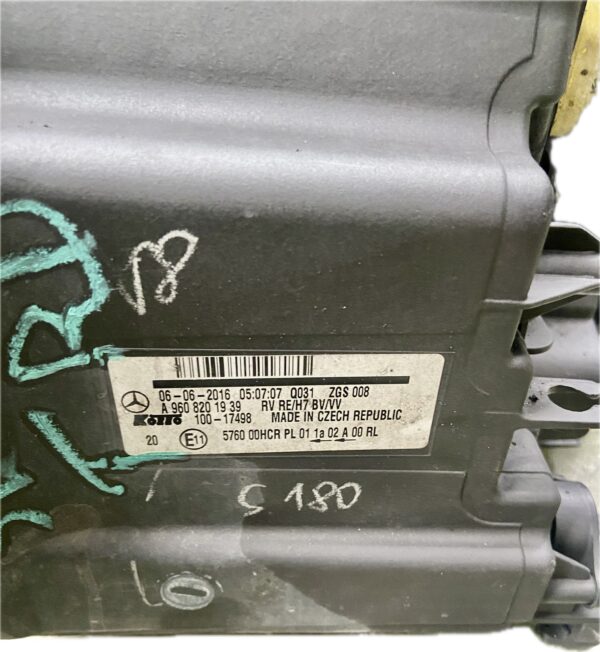 V8
06-06-2016 05:07:07 Q031 ZGS 008
A 960 820 19 39 RV RE/H7 BV/VV
100-17498 MADE IN CZECH REPUBLIC
20 E11 5760 00HCR PL 01 1a 02 A 00 RL
S 180